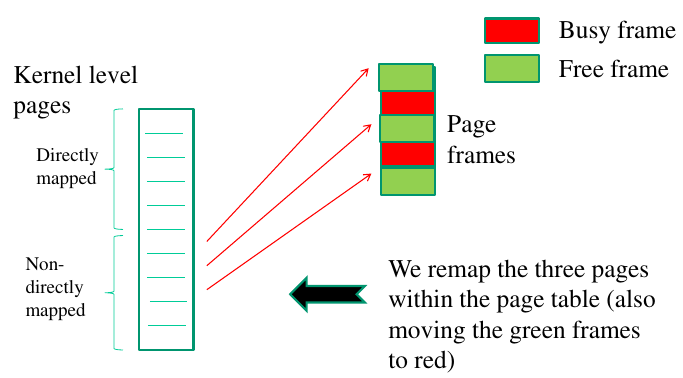 Busy frame
Free frame
Kernel level
pages
Directly
mapped
Page
frames
Non-
directly
mapped
We remap the three pages
within the page table (also
moving the green frames
to red)